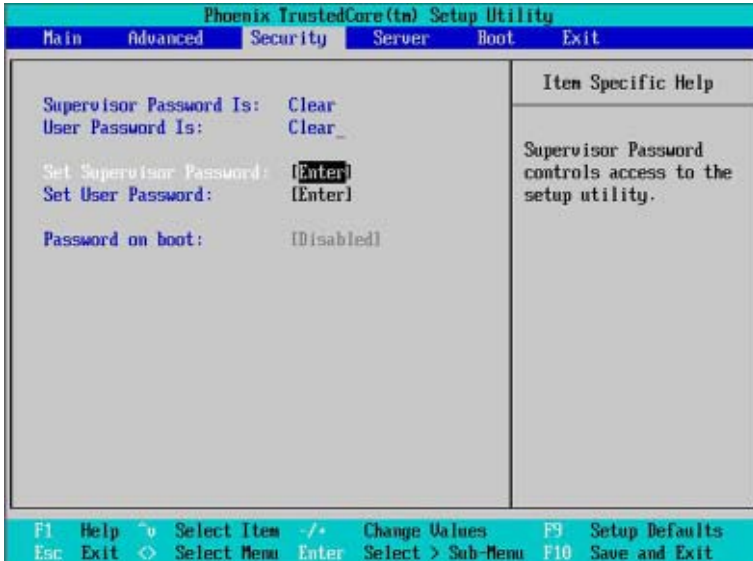 Phoenix TrustedCore(tm) Setup Utility
Main Advanced Security Server Boot Exit
Item Specific Help
Supervisor Password Is: Clear
User Password Is: Clear_
Set Supervisor Password: [Enter]
Set User Password: [Enter]
Password on boot: [Disabled]
Supervisor Password
controls access to the
setup utility.
F1 Help ^v Select Item -/+ Change Values F9 Setup Defaults
Esc Exit <> Select Menu Enter Select > Sub-Menu F10 Save and Exit